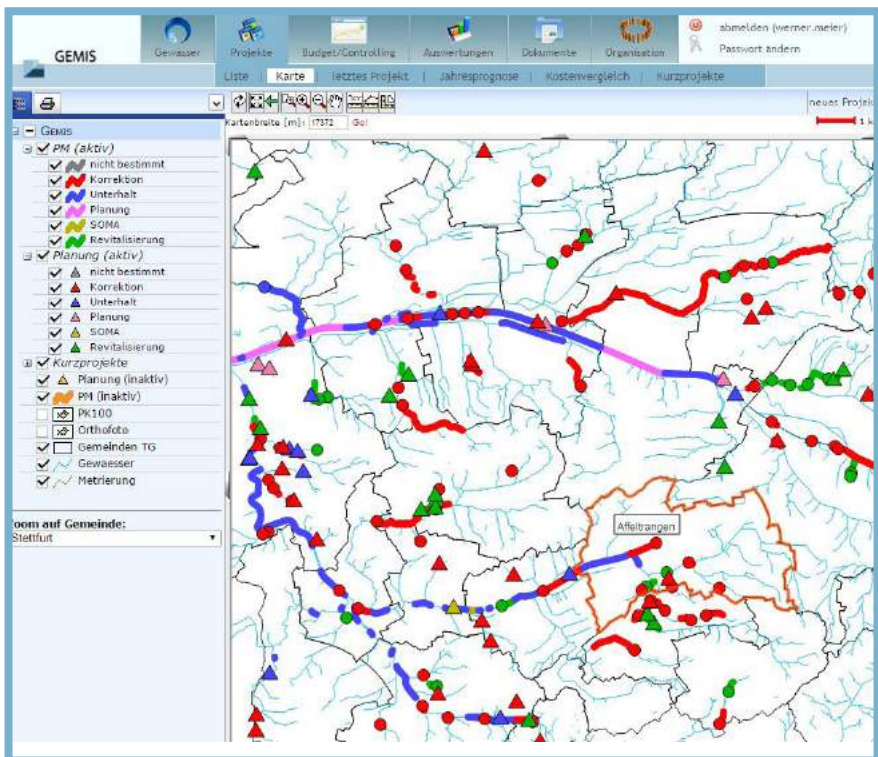 GEMIS
Gewässer
Projekte
Budget/Controlling
Auswertungen
Dokumente
Organisation
abmelden (werner.meier)
Passwort ändern
Liste | Karte | letztes Projekt | Jahresprognose | Kostenvergleich | Kurzprojekte
neues Projek
Kartenbreite [m]: 17372 Go!
1 k
GEMIS
PM (aktiv)
nicht bestimmt
Korrektion
Unterhalt
Planung
SOMA
Revitalisierung
Planung (aktiv)
nicht bestimmt
Korrektion
Unterhalt
Planung
SOMA
Revitalisierung
Kurzprojekte
Planung (inaktiv)
PM (inaktiv)
PK100
Orthofoto
Gemeinden TG
Gewaesser
Metrierung
oom auf Gemeinde:
Stettfurt
Affeltrangen